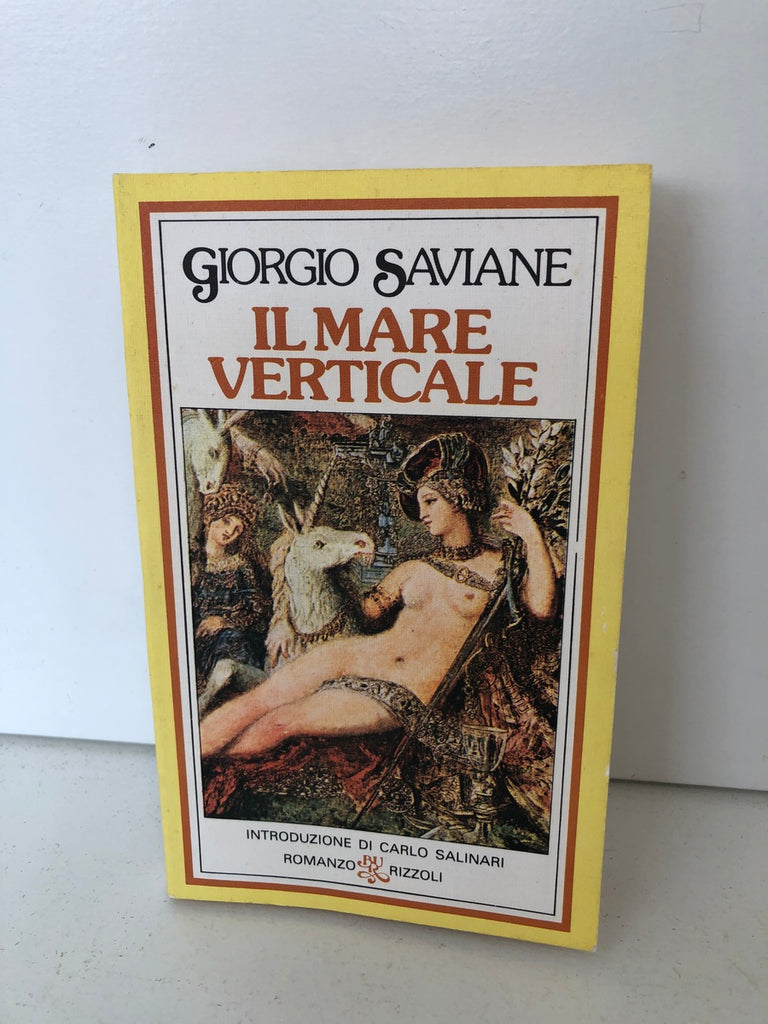 GIORGIO SAVIANE
IL MARE
VERTICALE
INTRODUZIONE DI CARLO SALINARI
ROMANZO BUR RIZZOLI